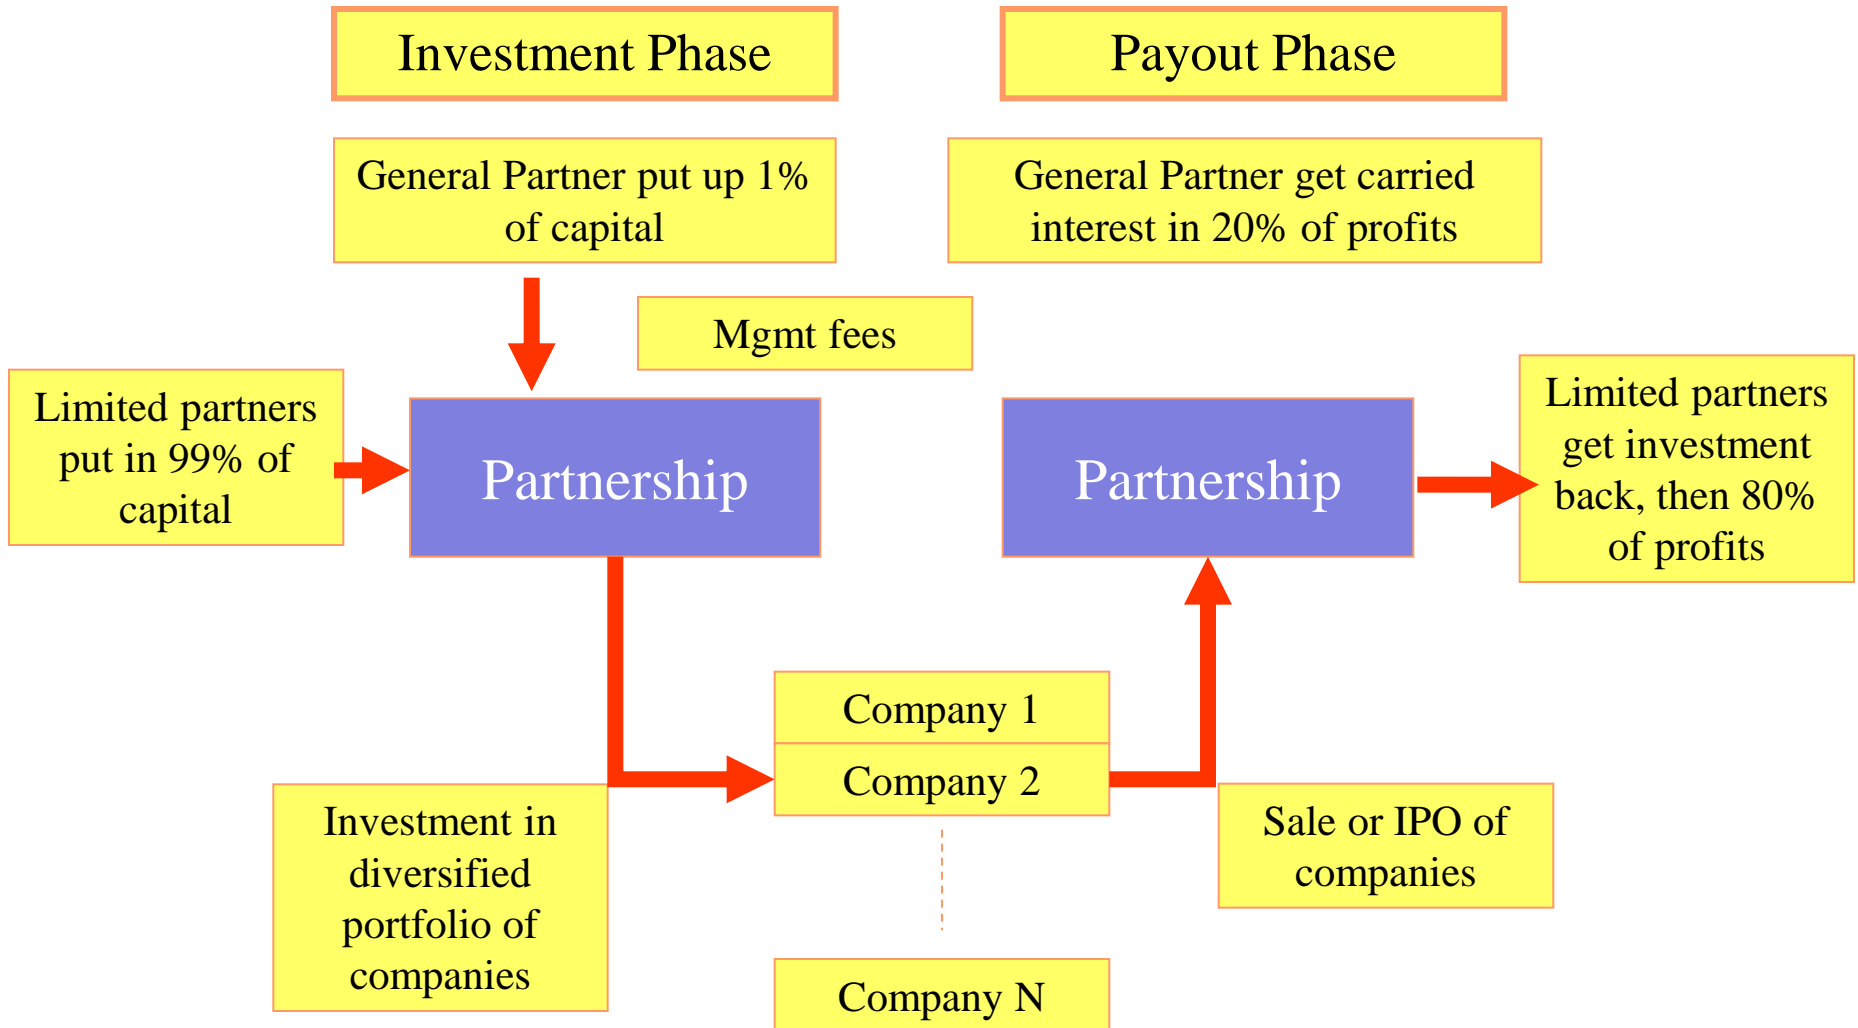 Investment Phase
Payout Phase
General Partner put up 1%
of capital
General Partner get carried
interest in 20% of profits
Mgmt fees
Limited partners
put in 99% of
capital
Partnership
Partnership
Limited partners
get investment
back, then 80%
of profits
Company 1
Company 2
Investment in
diversified
portfolio of
companies
Sale or IPO of
companies
Company N